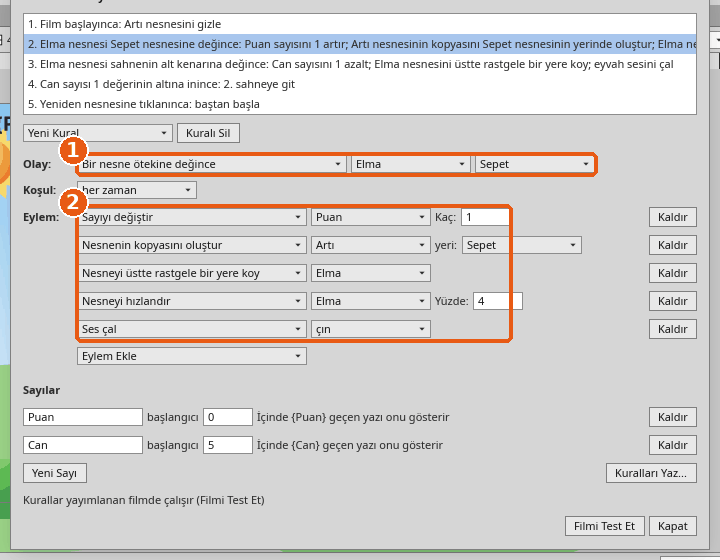 1. Film başlayınca: Artı nesnesini gizle
2. Elma nesnesi Sepet nesnesine değince: Puan sayısını 1 artır; Artı nesnesinin kopyasını Sepet nesnesinin yerinde oluştur; Elma ne
3. Elma nesnesi sahnenin alt kenarına değince: Can sayısını 1 azalt; Elma nesnesini üstte rastgele bir yere koy; eyvah sesini çal
4. Can sayısı 1 değerinin altına inince: 2. sahneye git
5. Yeniden nesnesine tıklanınca: baştan başla
Yeni Kural Kuralı Sil
1
Olay: Bir nesne ötekine değince Elma Sepet
Koşul: her zaman
2
Eylem: Sayıyı değiştir Puan Kaç: 1 Kaldır
Nesnenin kopyasını oluştur Artı yeri: Sepet Kaldır
Nesneyi üstte rastgele bir yere koy Elma Kaldır
Nesneyi hızlandır Elma Yüzde: 4 Kaldır
Ses çal çın Kaldır
Eylem Ekle
Sayılar
Puan başlangıcı 0 İçinde {Puan} geçen yazı onu gösterir Kaldır
Can başlangıcı 5 İçinde {Can} geçen yazı onu gösterir Kaldır
Yeni Sayı Kuralları Yaz...
Kurallar yayımlanan filmde çalışır (Filmi Test Et)
Filmi Test Et Kapat